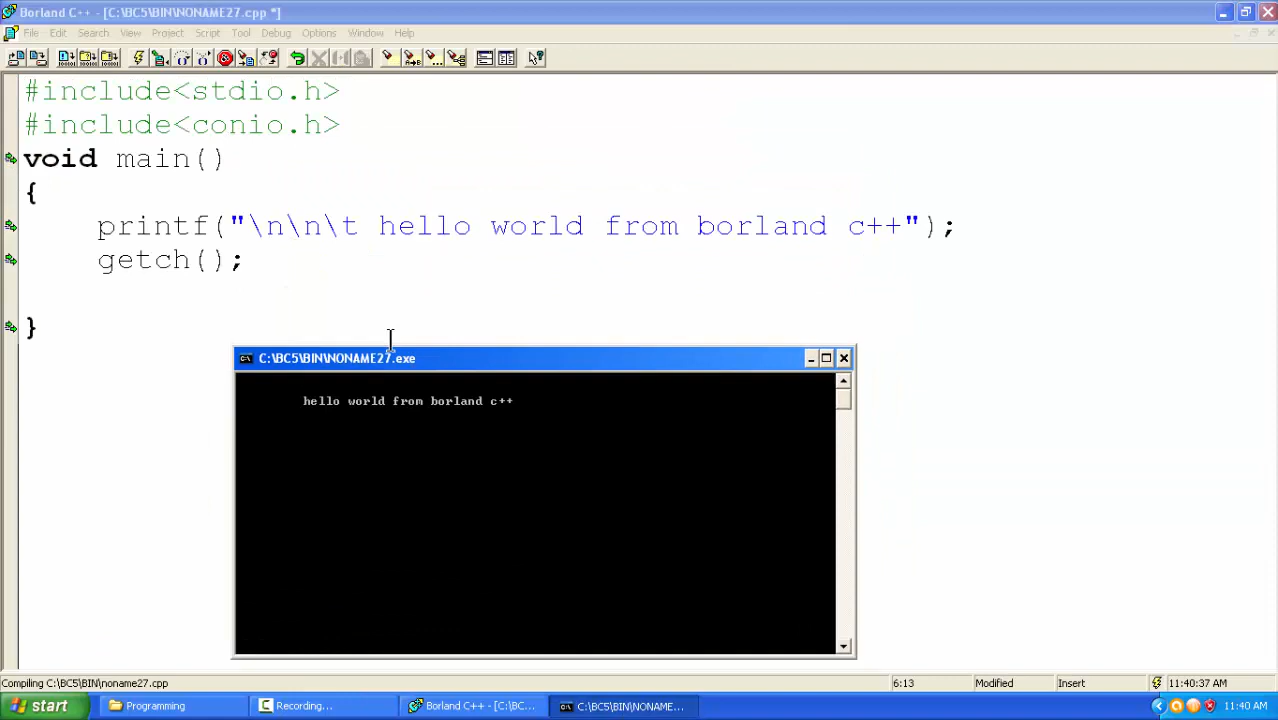 Borland C++ - [C:\BC5\BIN\NONAME27.cpp *]
File Edit Search View Project Script Tool Debug Options Window Help
#include<stdio.h>
#include<conio.h>
void main()
{
printf("\n\n\t hello world from borland c++");
getch();
}
C:\BC5\BIN\NONAME27.exe
hello world from borland c++
Compiling C:\BC5\BIN\noname27.cpp 6:13 Modified Insert 11:40:37 AM
start Programming Recording... Borland C++ - [C:\BC... C:\BC5\BIN\NONAME... 11:40 AM